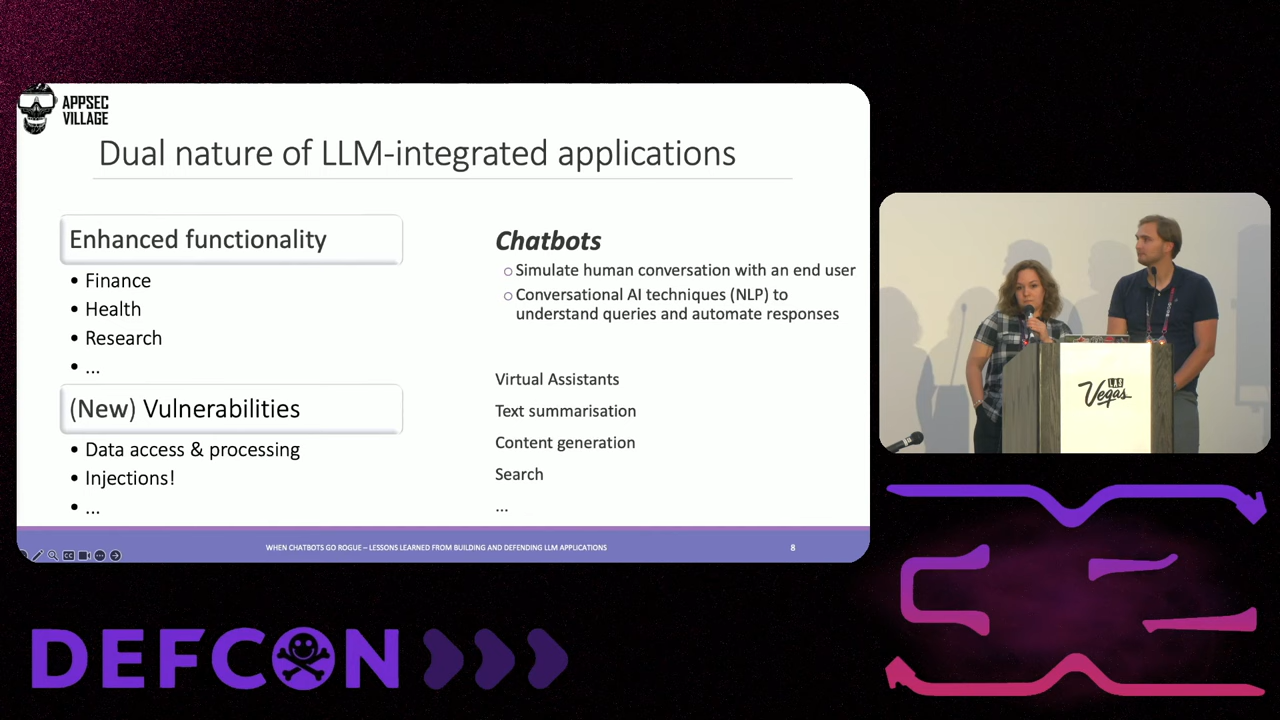 APPSEC
VILLAGE
Dual nature of LLM-integrated applications
Enhanced functionality
• Finance
• Health
• Research
• ...
(New) Vulnerabilities
• Data access & processing
• Injections!
• ...
Chatbots
○ Simulate human conversation with an end user
○ Conversational AI techniques (NLP) to
understand queries and automate responses
Virtual Assistants
Text summarisation
Content generation
Search
...
WHEN CHATBOTS GO ROGUE – LESSONS LEARNED FROM BUILDING AND DEFENDING LLM APPLICATIONS
8
LAS
Vegas
DEFCON